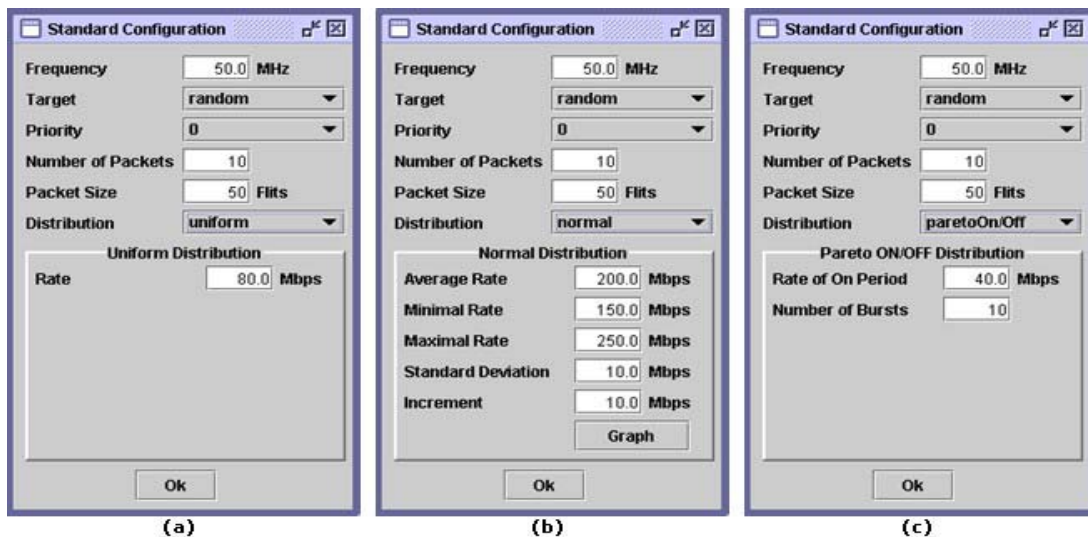 Standard Configuration
Frequency 50.0 MHz
Target random
Priority 0
Number of Packets 10
Packet Size 50 Flits
Distribution uniform
Uniform Distribution
Rate 80.0 Mbps
Ok
(a)
Standard Configuration
Frequency 50.0 MHz
Target random
Priority 0
Number of Packets 10
Packet Size 50 Flits
Distribution normal
Normal Distribution
Average Rate 200.0 Mbps
Minimal Rate 150.0 Mbps
Maximal Rate 250.0 Mbps
Standard Deviation 10.0 Mbps
Increment 10.0 Mbps
Graph
Ok
(b)
Standard Configuration
Frequency 50.0 MHz
Target random
Priority 0
Number of Packets 10
Packet Size 50 Flits
Distribution paretoOn/Off
Pareto ON/OFF Distribution
Rate of On Period 40.0 Mbps
Number of Bursts 10
Ok
(c)